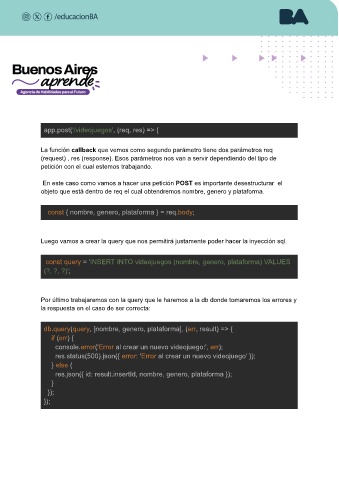 /educacionBA
BA
Buenos Aires
aprende
Agencia de Habilidades para el Futuro
app.post('/videojuegos', (req, res) => {
La función callback que vemos como segundo parámetro tiene dos parámetros req
(request) , res (response). Esos parámetros nos van a servir dependiendo del tipo de
petición con el cual estemos trabajando.
En este caso como vamos a hacer una petición POST es importante desestructurar el
objeto que está dentro de req el cual obtendremos nombre, genero y plataforma.
const { nombre, genero, plataforma } = req.body;
Luego vamos a crear la query que nos permitirá justamente poder hacer la inyección sql.
const query = 'INSERT INTO videojuegos (nombre, genero, plataforma) VALUES
(?, ?, ?)';
Por último trabajaremos con la query que le haremos a la db donde tomaremos los errores y
la respuesta en el caso de ser correcta:
db.query(query, [nombre, genero, plataforma], (err, result) => {
if (err) {
console.error('Error al crear un nuevo videojuego:', err);
res.status(500).json({ error: 'Error al crear un nuevo videojuego' });
} else {
res.json({ id: result.insertId, nombre, genero, plataforma });
}
});
});